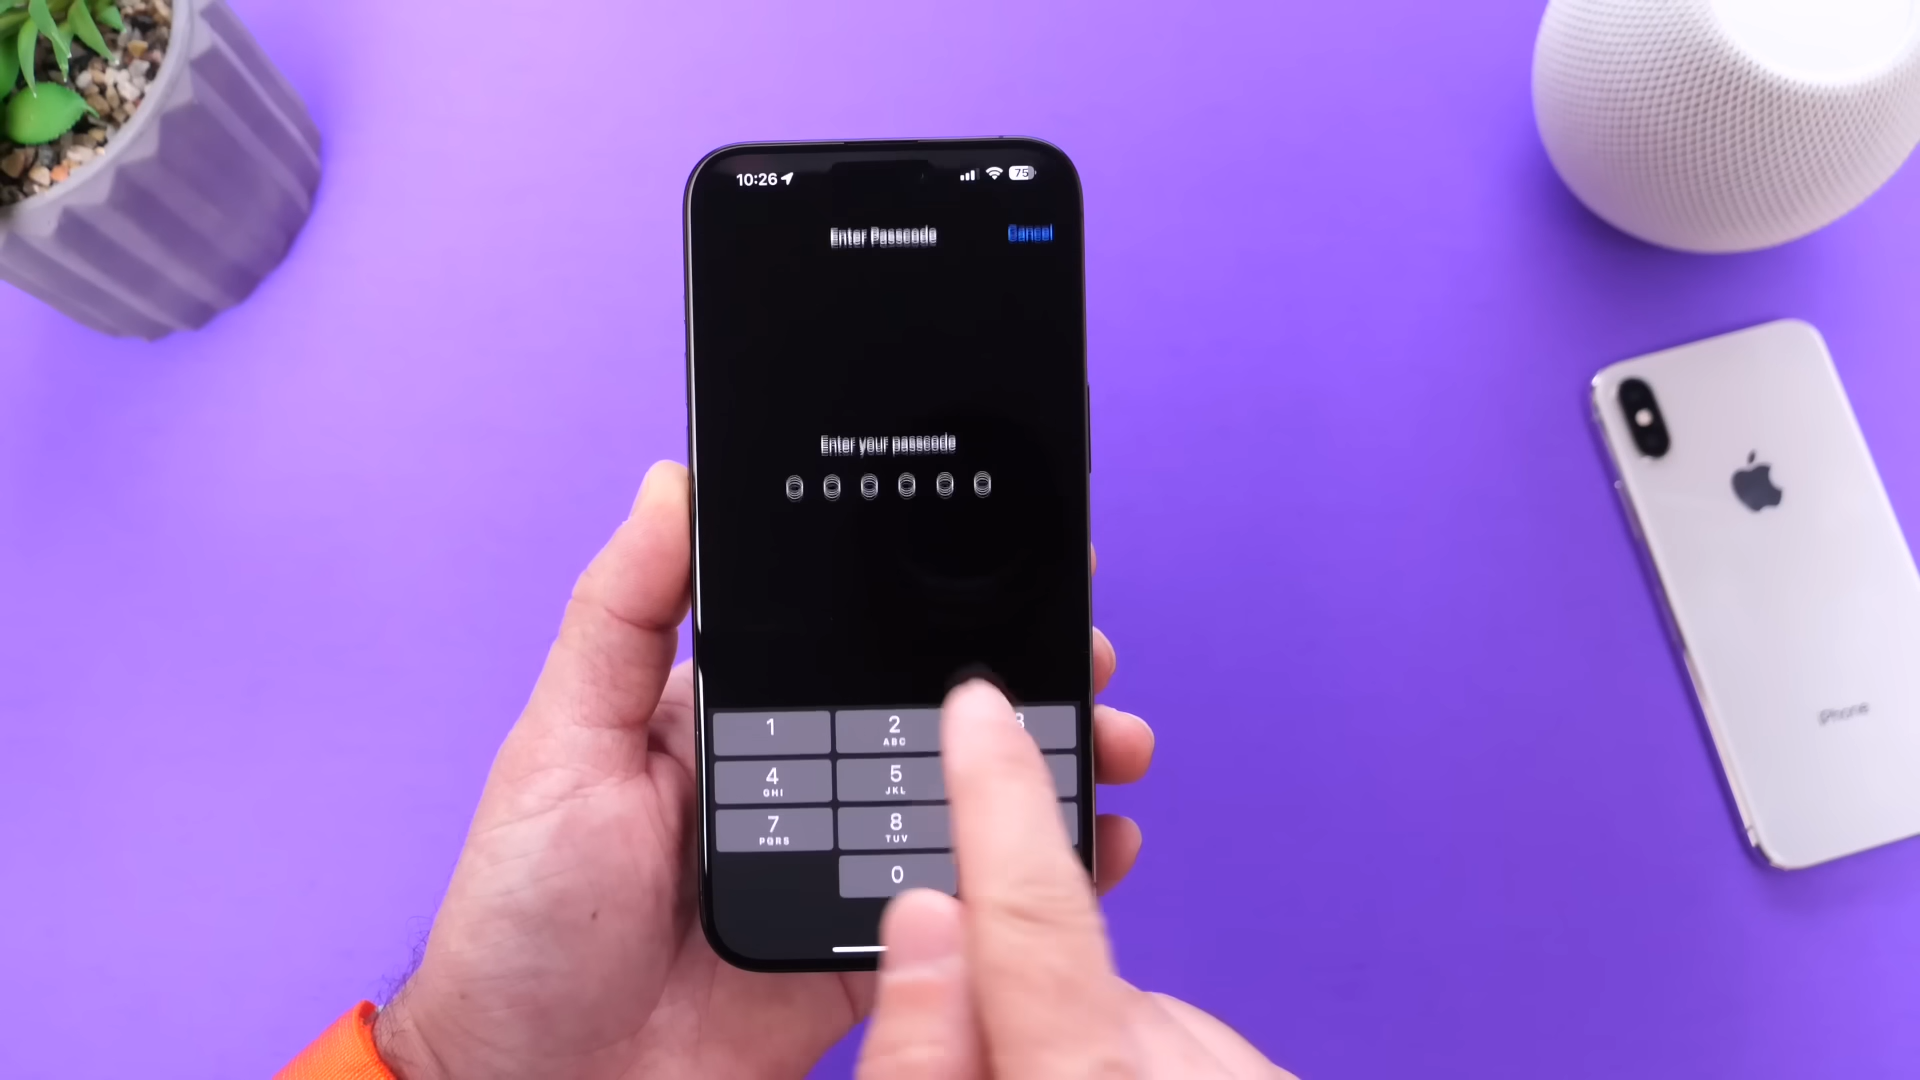 10:26
75
Enter Passcode
Cancel
Enter your passcode
1
2
ABC
3
4
GHI
5
JKL
7
PQRS
8
TUV
0
iPhone